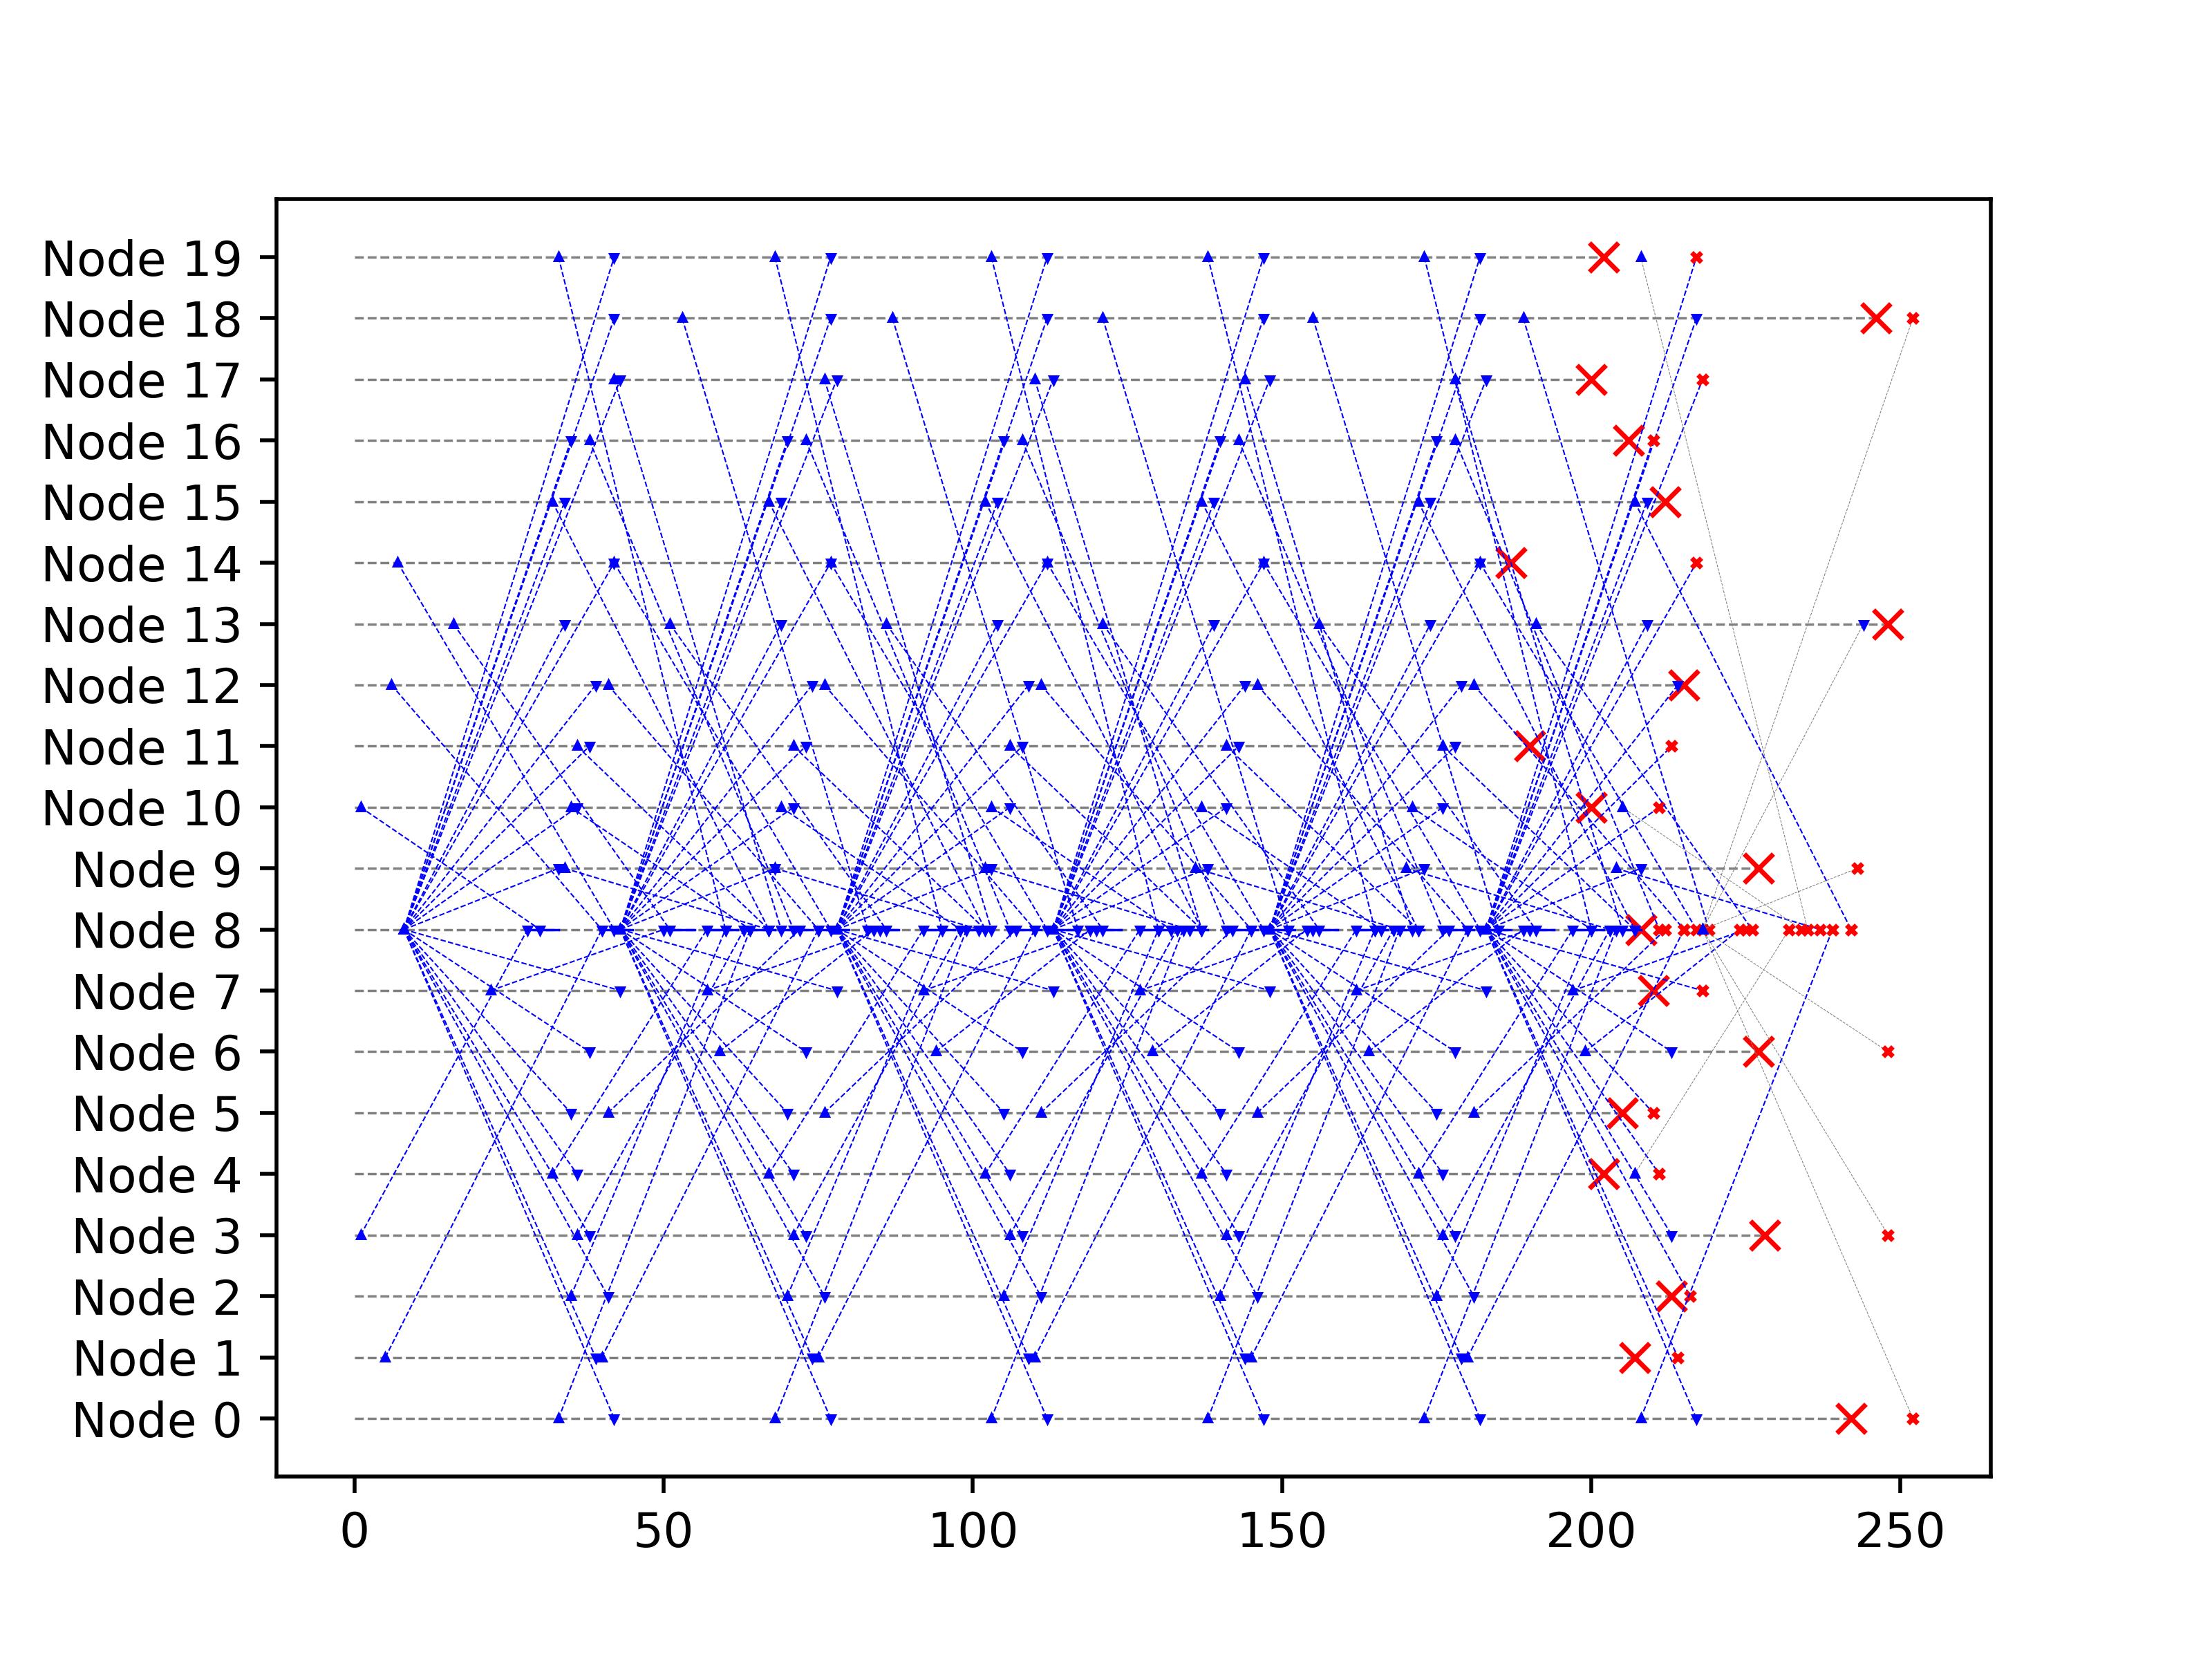 Node 19
Node 18
Node 17
Node 16
Node 15
Node 14
Node 13
Node 12
Node 11
Node 10
Node 9
Node 8
Node 7
Node 6
Node 5
Node 4
Node 3
Node 2
Node 1
Node 0
0 50 100 150 200 250